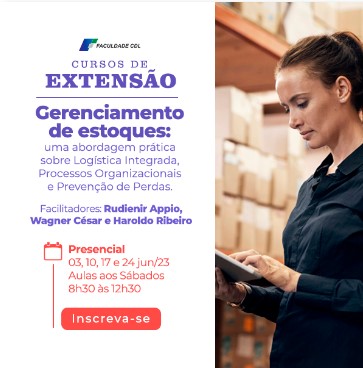 FACULDADE CDL
CURSOS DE
EXTENSÃO
Gerenciamento
de estoques:
uma abordagem prática
sobre Logística Integrada,
Processos Organizacionais
e Prevenção de Perdas.
Facilitadores: Rudienir Appio,
Wagner César e Haroldo Ribeiro
Presencial
03, 10, 17 e 24 jun/23
Aulas aos Sábados
8h30 às 12h30
Inscreva-se